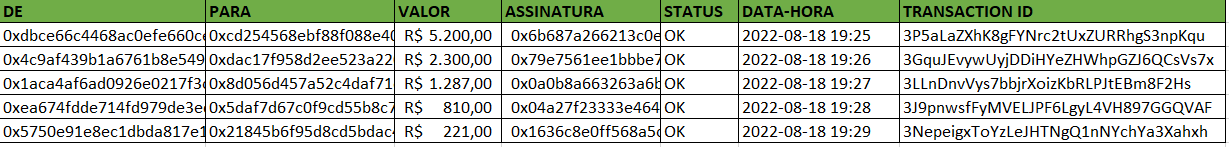 DE PARA VALOR ASSINATURA STATUS DATA-HORA TRANSACTION ID
0xdbce66c4468ac0efe660ce 0xcd254568ebf88f088e40 R$ 5.200,00 0x6b687a266213c0e OK 2022-08-18 19:25 3P5aLaZXhK8gFYNrc2tUxZURRhgS3npKqu
0x4c9af439b1a6761b8e549 0xdac17f958d2ee523a22 R$ 2.300,00 0x79e7561ee1bbbe7 OK 2022-08-18 19:26 3GquJEvywUyjDDiHYeZHWhpGZJ6QCsVs7x
0x1aca4af6ad0926e0217f3c 0x8d056d457a52c4daf71 R$ 1.287,00 0x0a0b8a663263a6b OK 2022-08-18 19:27 3LLnDnvVys7bbjrXoizKbRLPJtEBm8F2Hs
0xea674fdde714fd979de3e 0x5daf7d67c0f9cd55b8c7 R$ 810,00 0x04a27f23333e464 OK 2022-08-18 19:28 3J9pnwsfFyMVELJPF6LgyL4VH897GGQVAF
0x5750e91e8ec1dbda817e1 0x21845b6f95d8cd5bdac R$ 221,00 0x1636c8e0ff568a5 OK 2022-08-18 19:29 3NepeigxToYzLeJHTNgQ1nNYchYa3Xahxh